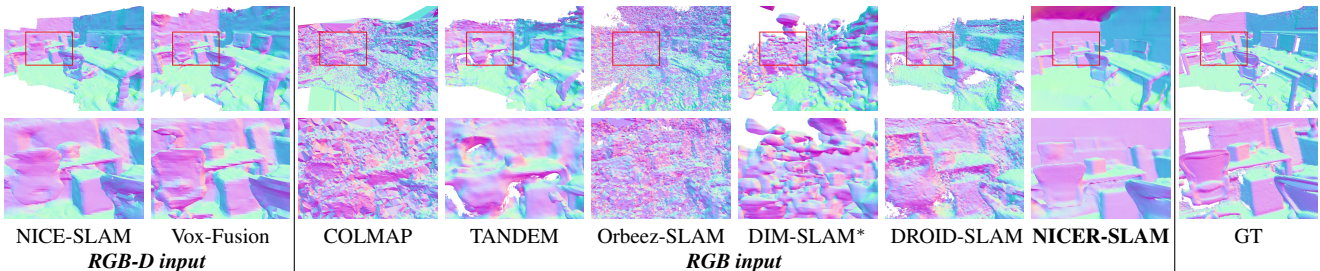 NICE-SLAM Vox-Fusion COLMAP TANDEM Orbeez-SLAM DIM-SLAM* DROID-SLAM NICER-SLAM GT
RGB-D input RGB input